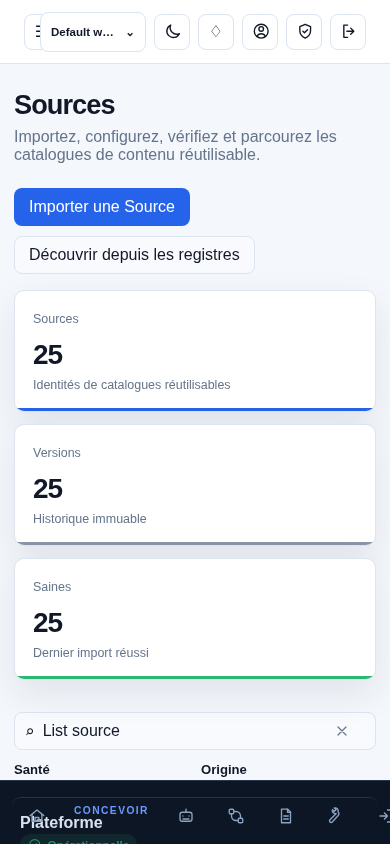 Default w...
Sources
Importez, configurez, vérifiez et parcourez les
catalogues de contenu réutilisable.
Importer une Source
Découvrir depuis les registres
Sources
25
Identités de catalogues réutilisables
Versions
25
Historique immuable
Saines
25
Dernier import réussi
List source
Santé Origine
CONCEVOIR
Plateforme
Opérationnelle